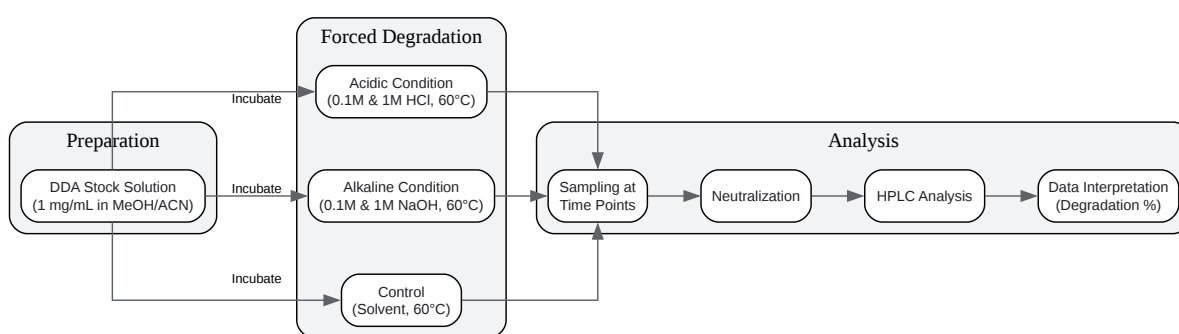 Forced Degradation
Acidic Condition
(0.1M & 1M HCl, 60°C)
Incubate
Preparation
Analysis
DDA Stock Solution
(1 mg/mL in MeOH/ACN)
Incubate
Alkaline Condition
(0.1M & 1M NaOH, 60°C)
Sampling at
Time Points
Neutralization
HPLC Analysis
Data Interpretation
(Degradation %)
Incubate
Control
(Solvent, 60°C)